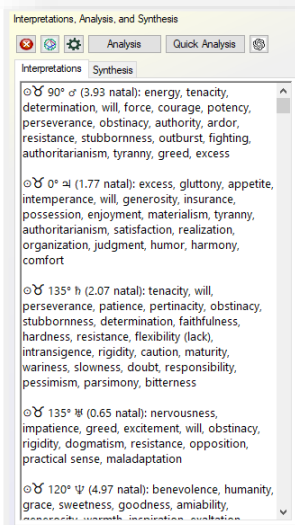 Interpretations, Analysis, and Synthesis
Analysis Quick Analysis
Interpretations Synthesis
☉♉ 90° ♂ (3.93 natal): energy, tenacity,
determination, will, force, courage, potency,
perseverance, obstinacy, authority, ardor,
resistance, stubbornness, outburst, fighting,
authoritarianism, tyranny, greed, excess
☉♉ 0° ♃ (1.77 natal): excess, gluttony, appetite,
intemperance, will, generosity, insurance,
possession, enjoyment, materialism, tyranny,
authoritarianism, satisfaction, realization,
organization, judgment, humor, harmony,
comfort
☉♉ 135° ♄ (2.07 natal): tenacity, will,
perseverance, patience, pertinacity, obstinacy,
stubbornness, determination, faithfulness,
hardness, resistance, flexibility (lack),
intransigence, rigidity, caution, maturity,
wariness, slowness, doubt, responsibility,
pessimism, parsimony, bitterness
☉♉ 135° ♅ (0.65 natal): nervousness,
impatience, greed, excitement, will, obstinacy,
rigidity, dogmatism, resistance, opposition,
practical sense, maladaptation
☉♉ 120° ♆ (4.97 natal): benevolence, humanity,
grace, sweetness, goodness, amiability,
generosity, warmth, inspiration, exaltation